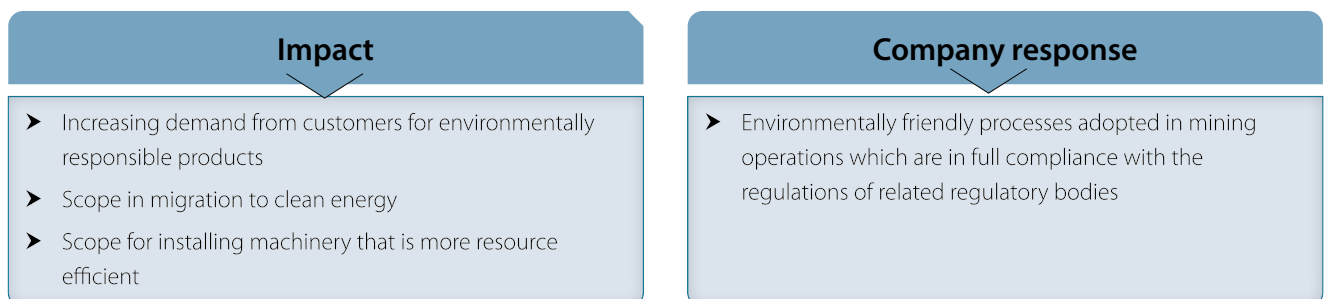 Impact
➤ Increasing demand from customers for environmentally
responsible products
➤ Scope in migration to clean energy
➤ Scope for installing machinery that is more resource
efficient
Company response
➤ Environmentally friendly processes adopted in mining
operations which are in full compliance with the
regulations of related regulatory bodies